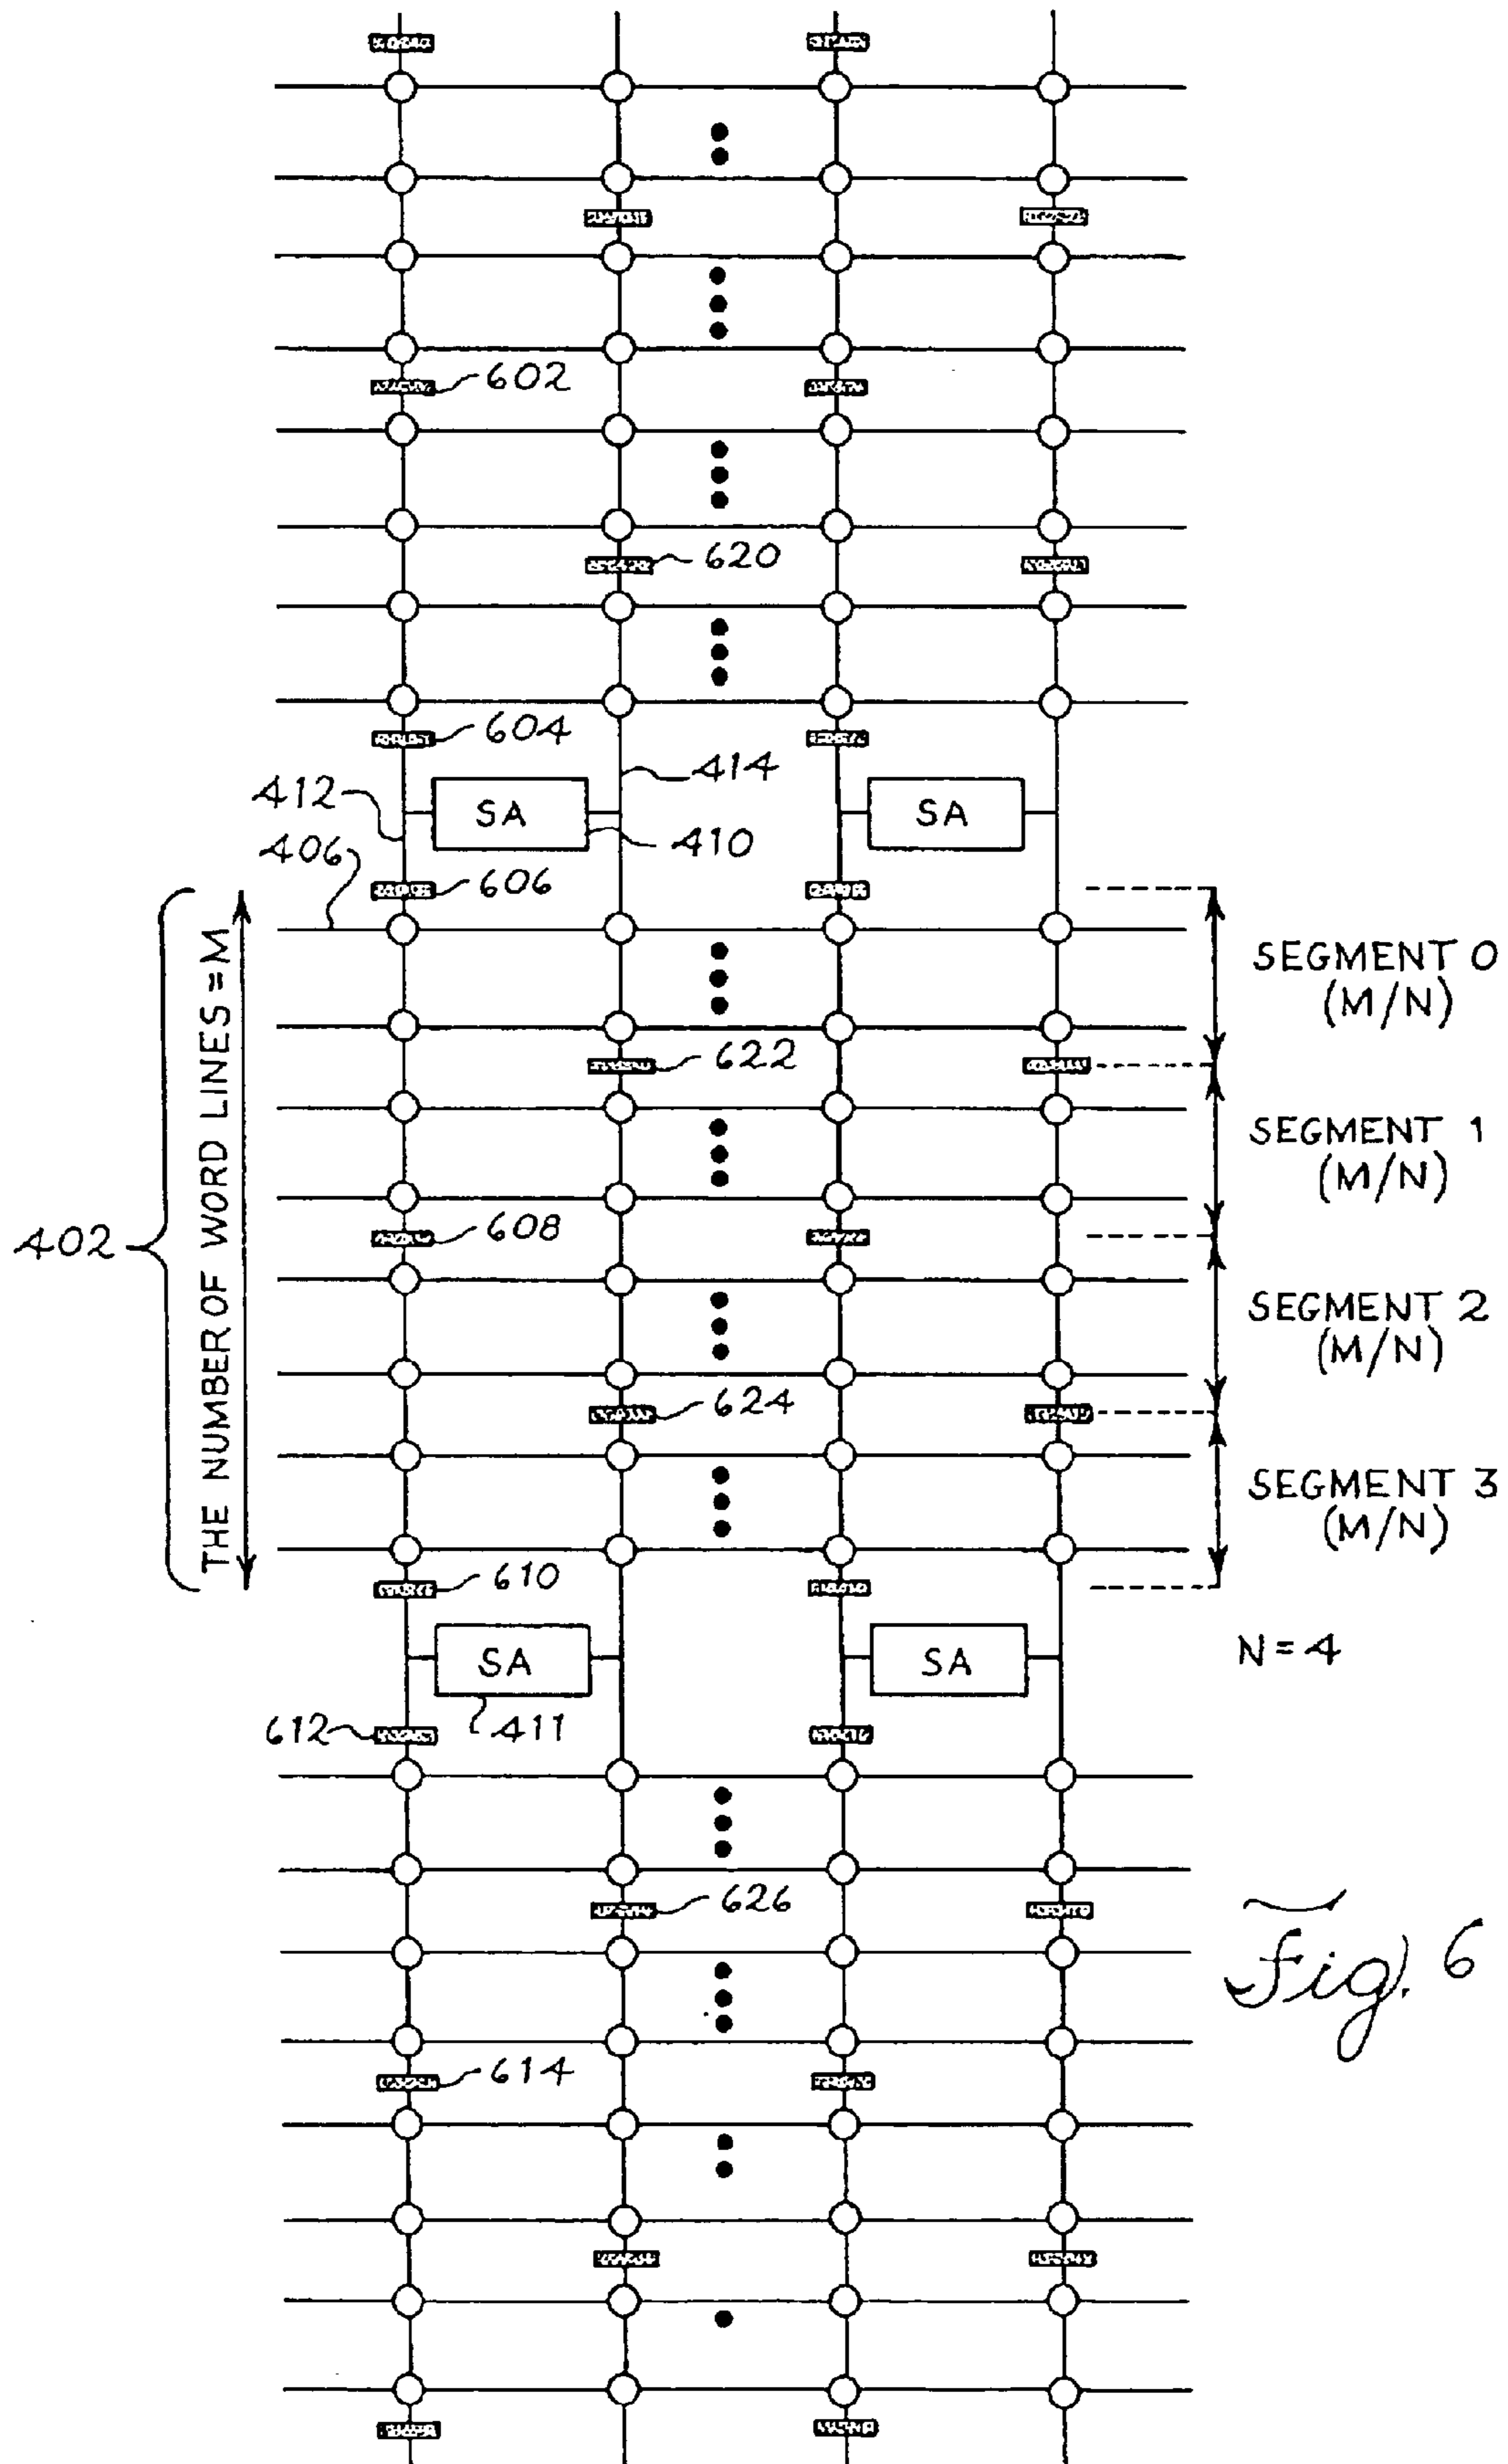 602
620
604
414
412
SA
SA
410
406
606
SEGMENT 0
(M/N)
622
SEGMENT 1
(M/N)
THE NUMBER OF WORD LINES = M
402
608
SEGMENT 2
(M/N)
624
SEGMENT 3
(M/N)
610
N = 4
SA
SA
612
411
626
Fig. 6
614